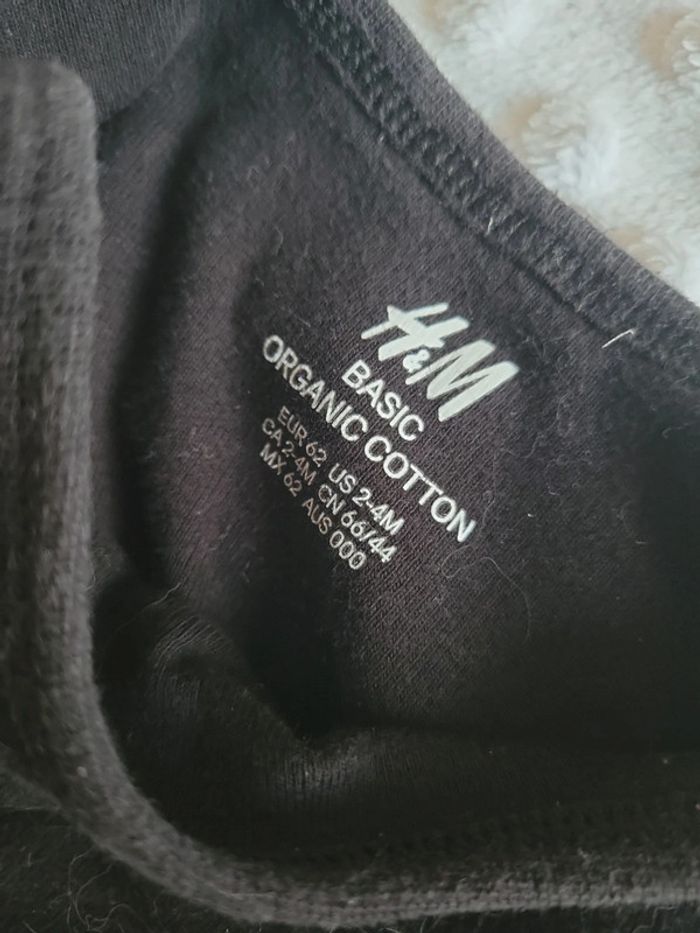 H&M
BASIC
ORGANIC COTTON
EUR 62 US 2-4M
CA 2-4M CN 66/44
MX 62 AUS 000